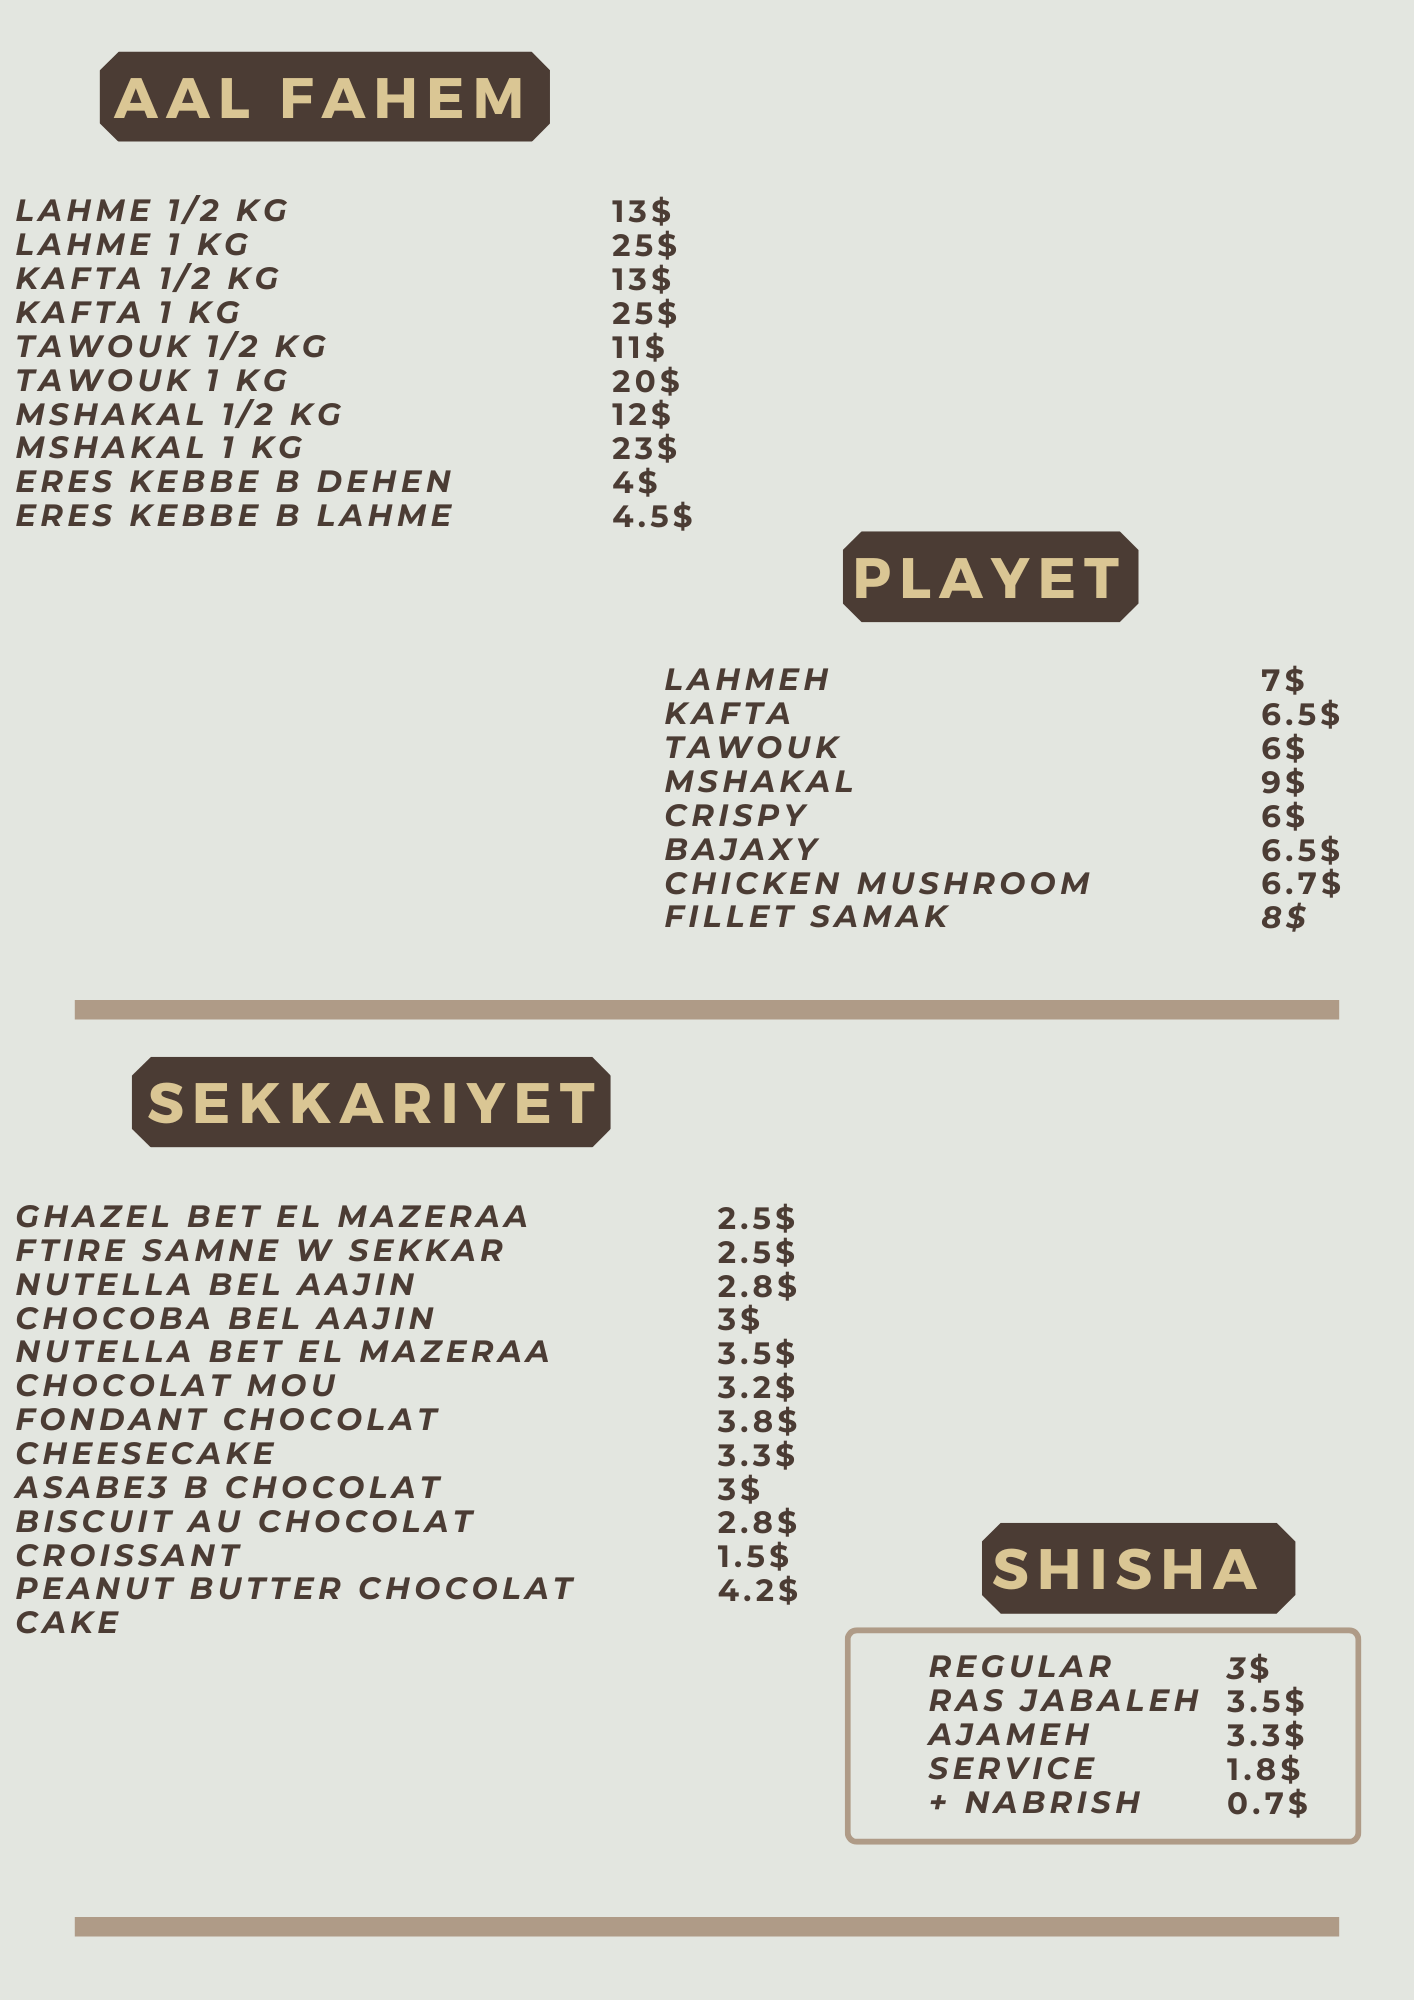 AAL FAHEM
LAHME 1/2 KG 13$
LAHME 1 KG 25$
KAFTA 1/2 KG 13$
KAFTA 1 KG 25$
TAWOUK 1/2 KG 11$
TAWOUK 1 KG 20$
MSHAKAL 1/2 KG 12$
MSHAKAL 1 KG 23$
ERES KEBBE B DEHEN 4$
ERES KEBBE B LAHME 4.5$
PLAYET
LAHMEH 7$
KAFTA 6.5$
TAWOUK 6$
MSHAKAL 9$
CRISPY 6$
BAJAXY 6.5$
CHICKEN MUSHROOM 6.7$
FILLET SAMAK 8$
SEKKARIYET
GHAZEL BET EL MAZERAA 2.5$
FTIRE SAMNE W SEKKAR 2.5$
NUTELLA BEL AAJIN 2.8$
CHOCOBA BEL AAJIN 3$
NUTELLA BET EL MAZERAA 3.5$
CHOCOLAT MOU 3.2$
FONDANT CHOCOLAT 3.8$
CHEESECAKE 3.3$
ASABE3 B CHOCOLAT 3$
BISCUIT AU CHOCOLAT 2.8$
CROISSANT 1.5$
PEANUT BUTTER CHOCOLAT 4.2$
CAKE
SHISHA
REGULAR 3$
RAS JABALEH 3.5$
AJAMEH 3.3$
SERVICE 1.8$
+ NABRISH 0.7$